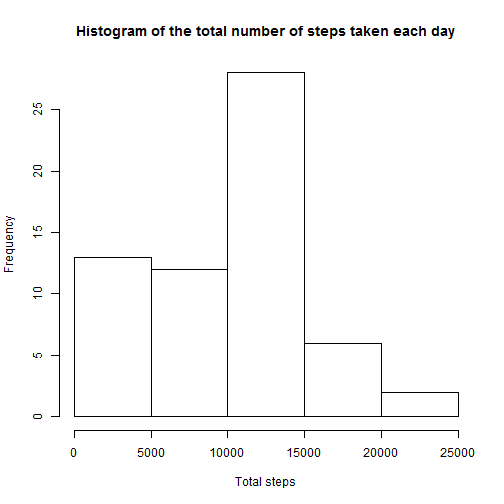 Histogram of the total number of steps taken each day
Frequency
25
20
15
10
5
0
0 5000 10000 15000 20000 25000
Total steps